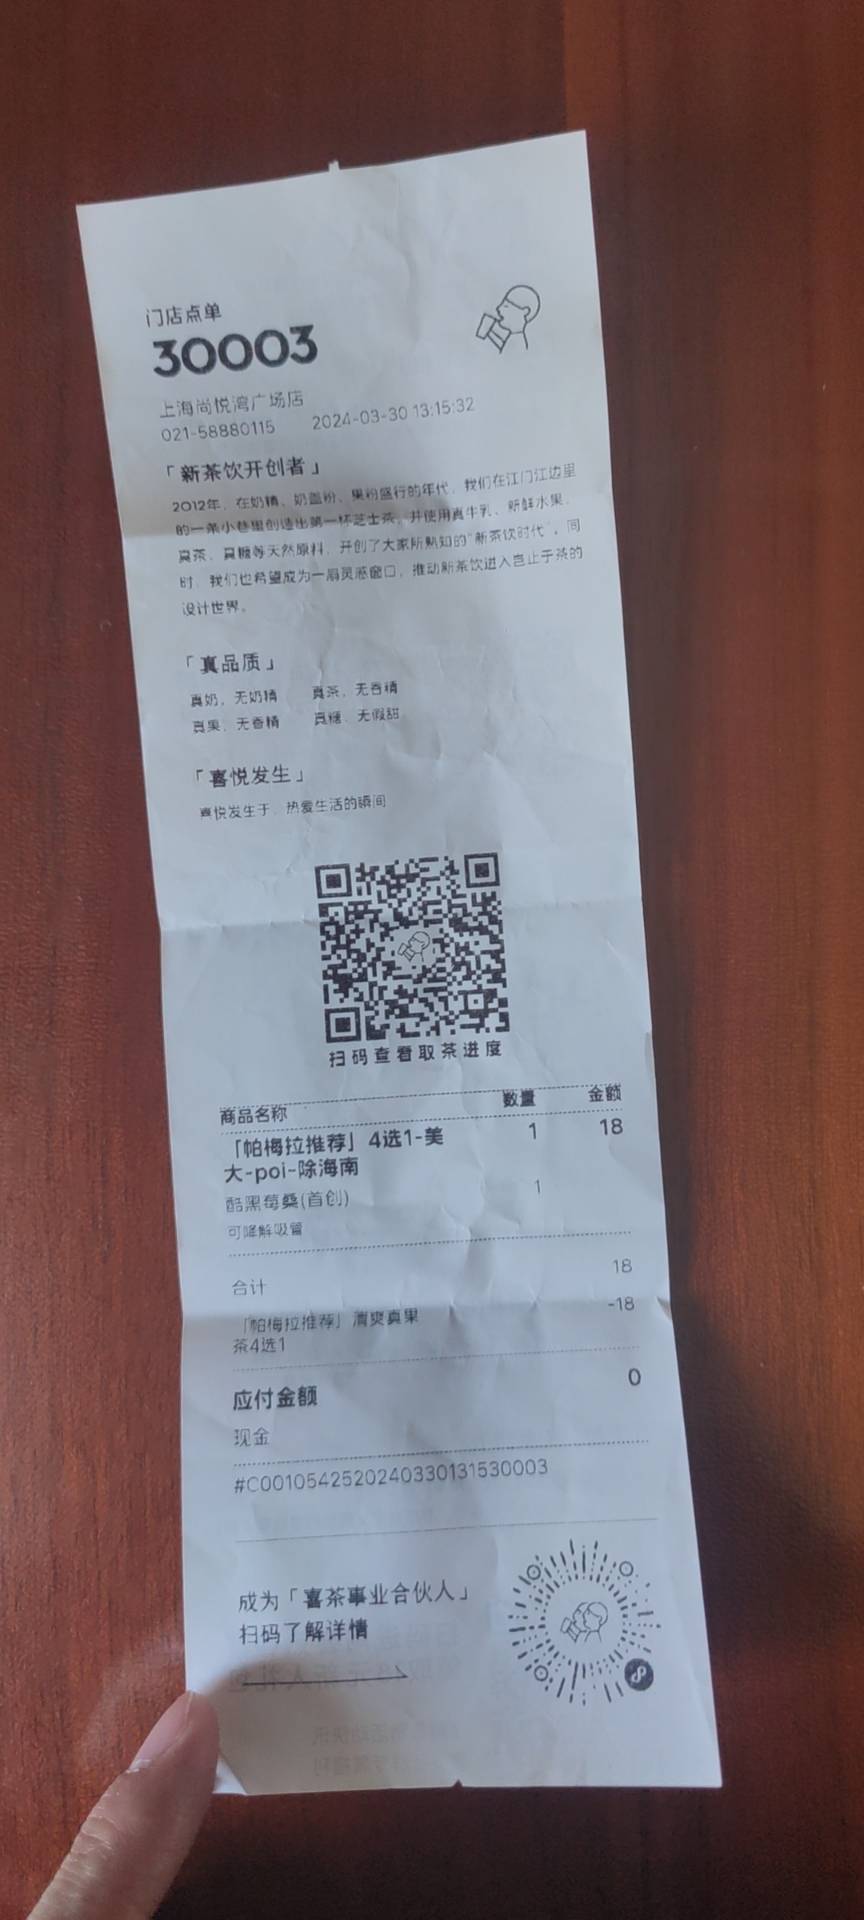 门店点单
30003
上海尚悦湾广场店
021-58880115 2024-03-30 13:15:32
「新茶饮开创者」
2012年，在奶精、奶盖粉、果粉盛行的年代，我们在江门江边里
的一条小巷里创造出第一杯芝士茶，并使用真牛乳、新鲜水果、
真茶、真糖等天然原料，开创了大家所熟知的“新茶饮时代”。同
时，我们也希望成为一扇灵感窗口，推动新茶饮进入岂止于茶的
设计世界。
「真品质」
真奶，无奶精 真茶，无香精
真果，无香精 真糖，无假甜
「喜悦发生」
喜悦发生于，热爱生活的瞬间
扫码查看取茶进度
商品名称 数量 金额
「帕梅拉推荐」4选1-美 1 18
大-poi-除海南
酷黑莓桑(首创) 1
可降解吸管
合计 18
「帕梅拉推荐」清爽真果 -18
茶4选1
应付金额 0
现金
#C0010542520240330131530003
成为「喜茶事业合伙人」
扫码了解详情